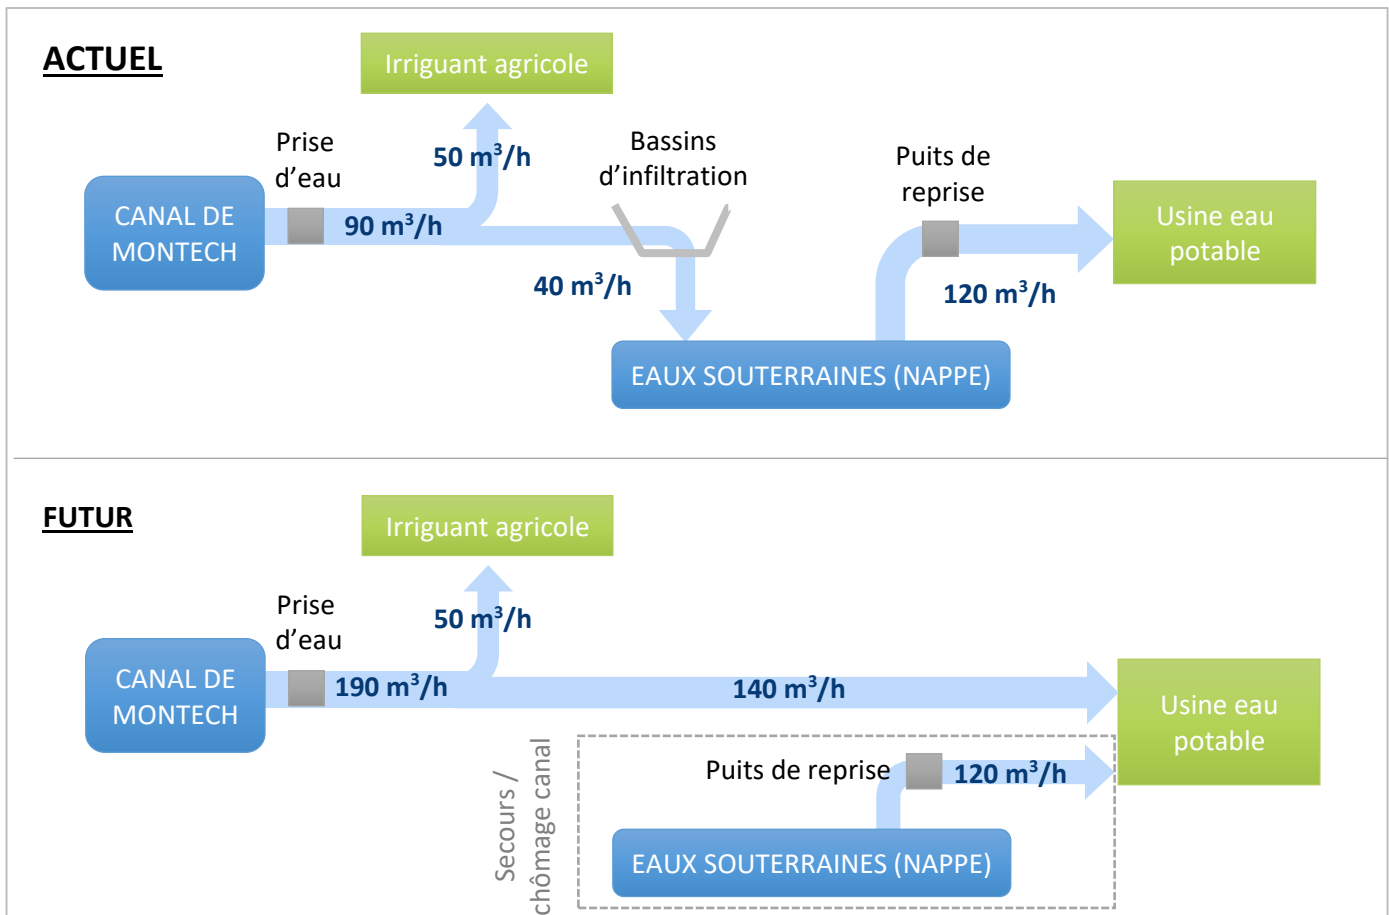 ACTUEL
Irriguant agricole
Prise
d’eau
50 m³/h
Bassins
d’infiltration
Puits de
reprise
CANAL DE
MONTECH
90 m³/h
Usine eau
potable
40 m³/h
120 m³/h
EAUX SOUTERRAINES (NAPPE)
FUTUR
Irriguant agricole
Prise
d’eau
50 m³/h
CANAL DE
MONTECH
190 m³/h
140 m³/h
Usine eau
potable
Secours /
chômage canal
Puits de reprise
120 m³/h
EAUX SOUTERRAINES (NAPPE)